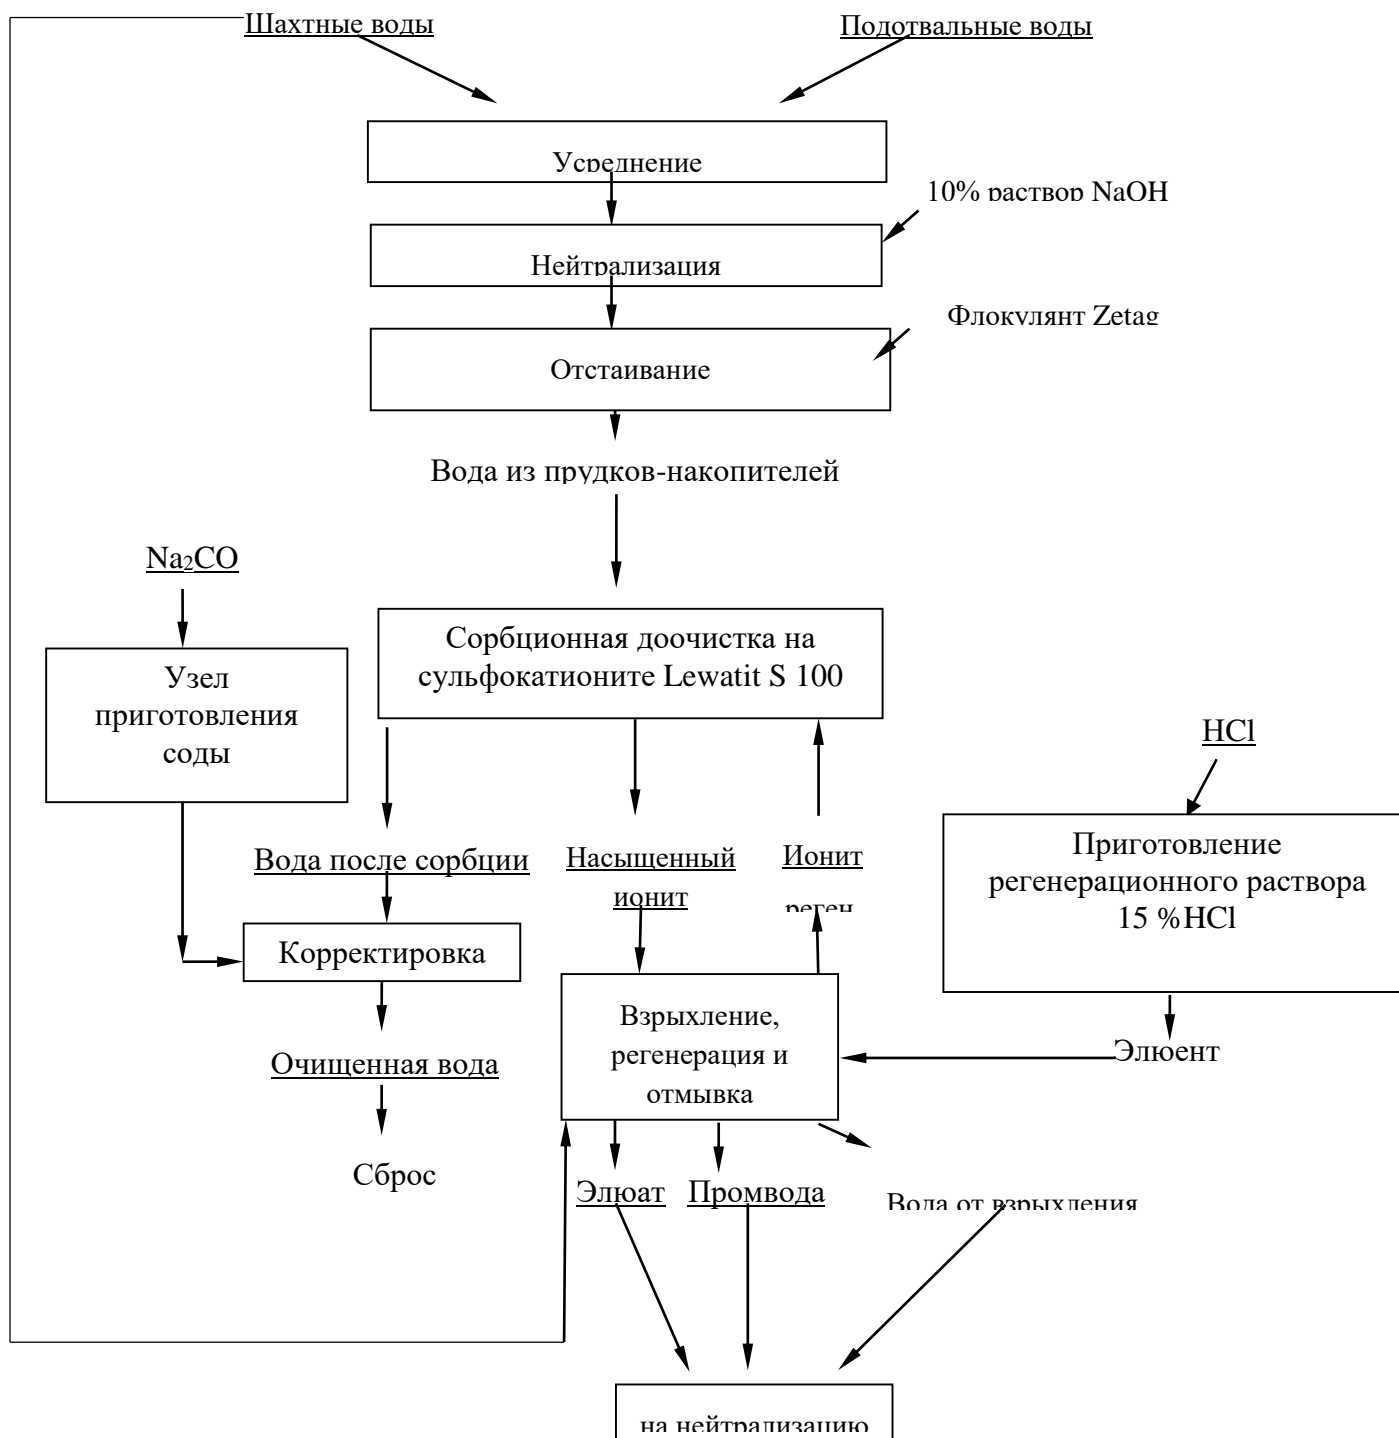 Шахтные воды
Подотвальные воды
Усреднение
10% раствор NaOH
Нейтрализация
Флокулянт Zetag
Отстаивание
Вода из прудков-накопителей
Na₂CO
Сорбционная доочистка на
сульфокатионите Lewatit S 100
Узел
приготовления
соды
HCl
Приготовление
регенерационного раствора
15 %HCl
Вода после сорбции
Насыщенный
ионит
Ионит
реген
Корректировка
Взрыхление,
регенерация и
отмывка
Элюент
Очищенная вода
Сброс
Элюат
Промвода
Вода от взрыхления
на нейтрализацию